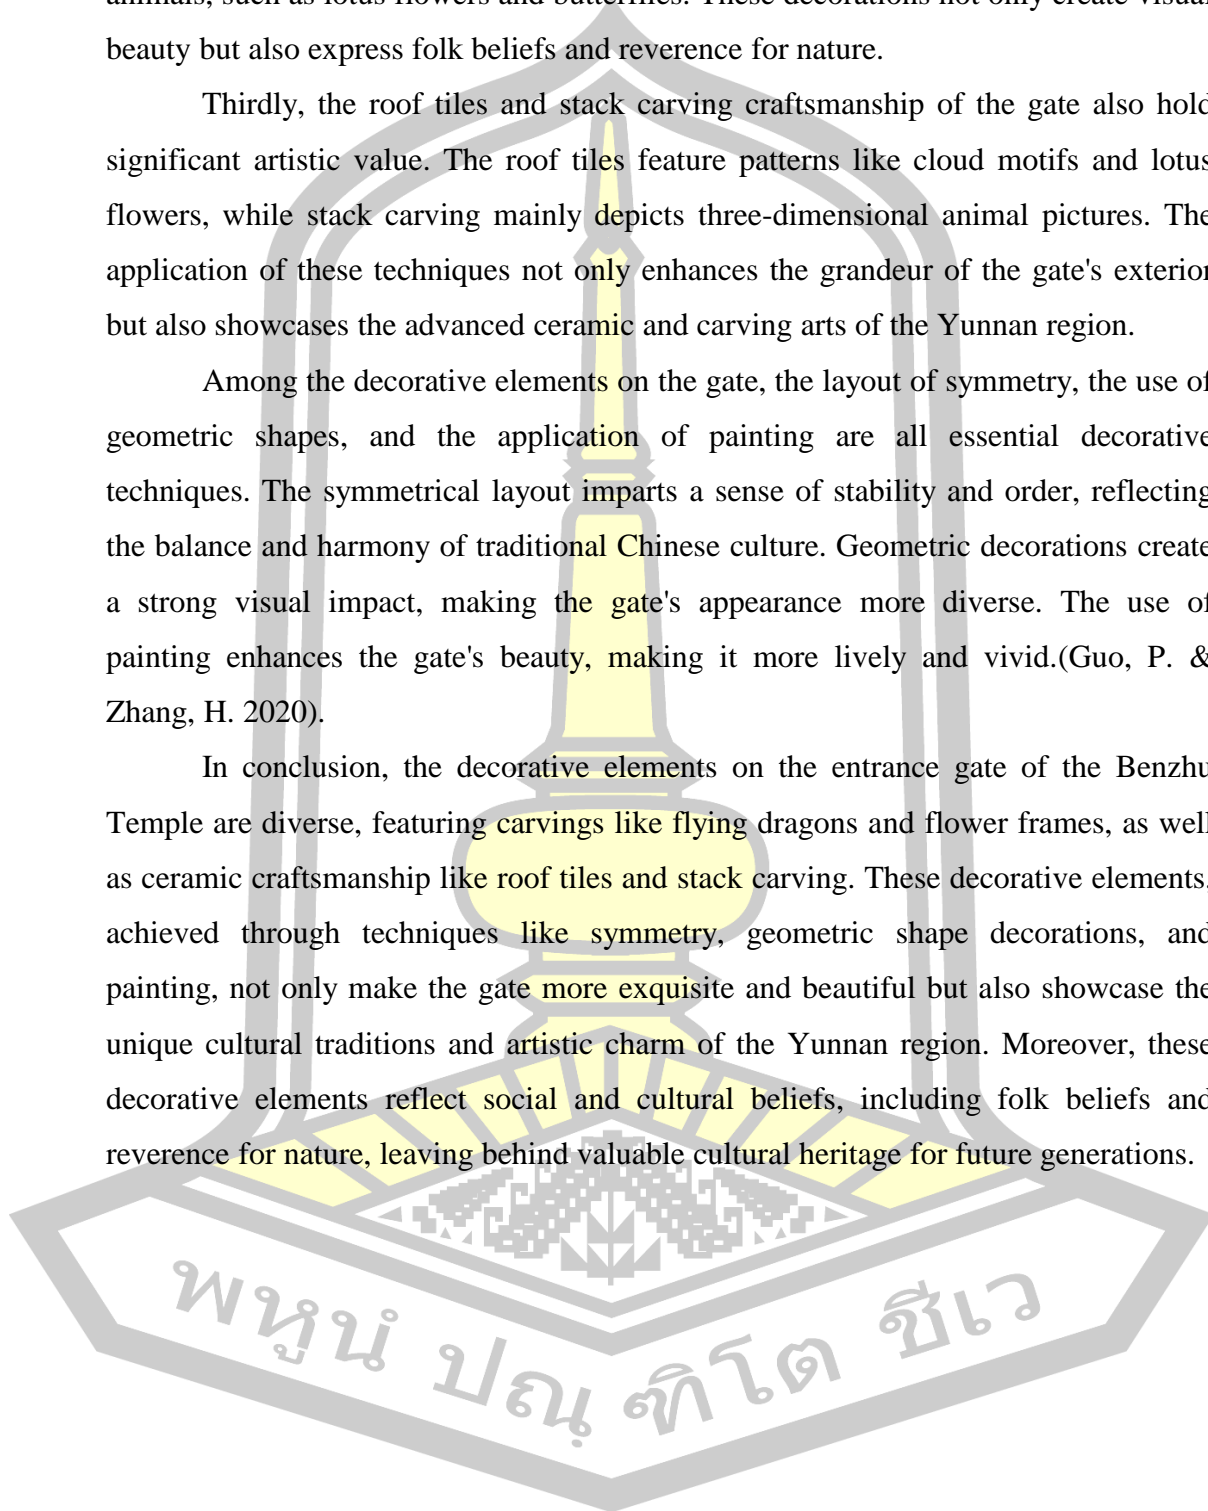 animals, such as lotus flowers and butterflies. These decorations not only create visual
beauty but also express folk beliefs and reverence for nature.
Thirdly, the roof tiles and stack carving craftsmanship of the gate also hold
significant artistic value. The roof tiles feature patterns like cloud motifs and lotus
flowers, while stack carving mainly depicts three-dimensional animal pictures. The
application of these techniques not only enhances the grandeur of the gate's exterior
but also showcases the advanced ceramic and carving arts of the Yunnan region.
Among the decorative elements on the gate, the layout of symmetry, the use of
geometric shapes, and the application of painting are all essential decorative
techniques. The symmetrical layout imparts a sense of stability and order, reflecting
the balance and harmony of traditional Chinese culture. Geometric decorations create
a strong visual impact, making the gate's appearance more diverse. The use of
painting enhances the gate's beauty, making it more lively and vivid.(Guo, P. &
Zhang, H. 2020).
In conclusion, the decorative elements on the entrance gate of the Benzhu
Temple are diverse, featuring carvings like flying dragons and flower frames, as well
as ceramic craftsmanship like roof tiles and stack carving. These decorative elements,
achieved through techniques like symmetry, geometric shape decorations, and
painting, not only make the gate more exquisite and beautiful but also showcase the
unique cultural traditions and artistic charm of the Yunnan region. Moreover, these
decorative elements reflect social and cultural beliefs, including folk beliefs and
reverence for nature, leaving behind valuable cultural heritage for future generations.
พหูนํ ปณฺฑิโต ชีเว